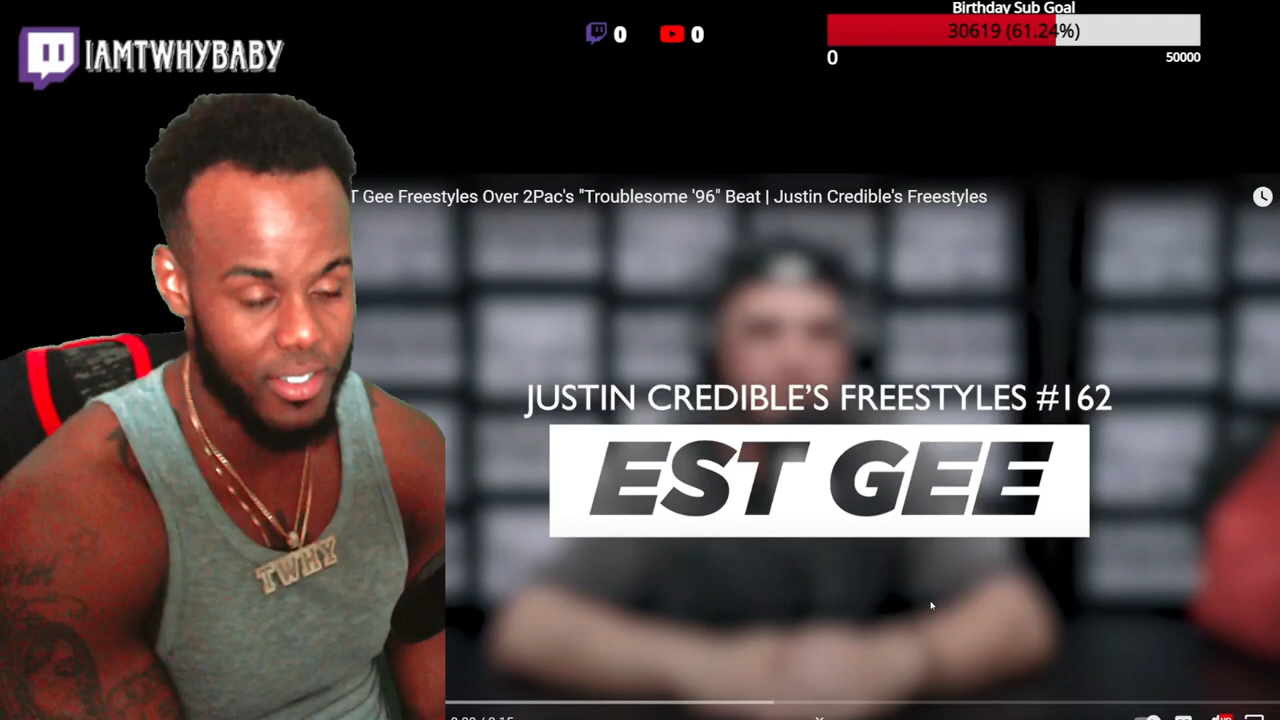 IAMTWHYBABY
0
0
Birthday Sub Goal
30619 (61.24%)
0
50000
T Gee Freestyles Over 2Pac's "Troublesome '96" Beat | Justin Credible's Freestyles
JUSTIN CREDIBLE'S FREESTYLES #162
EST GEE
TWHY